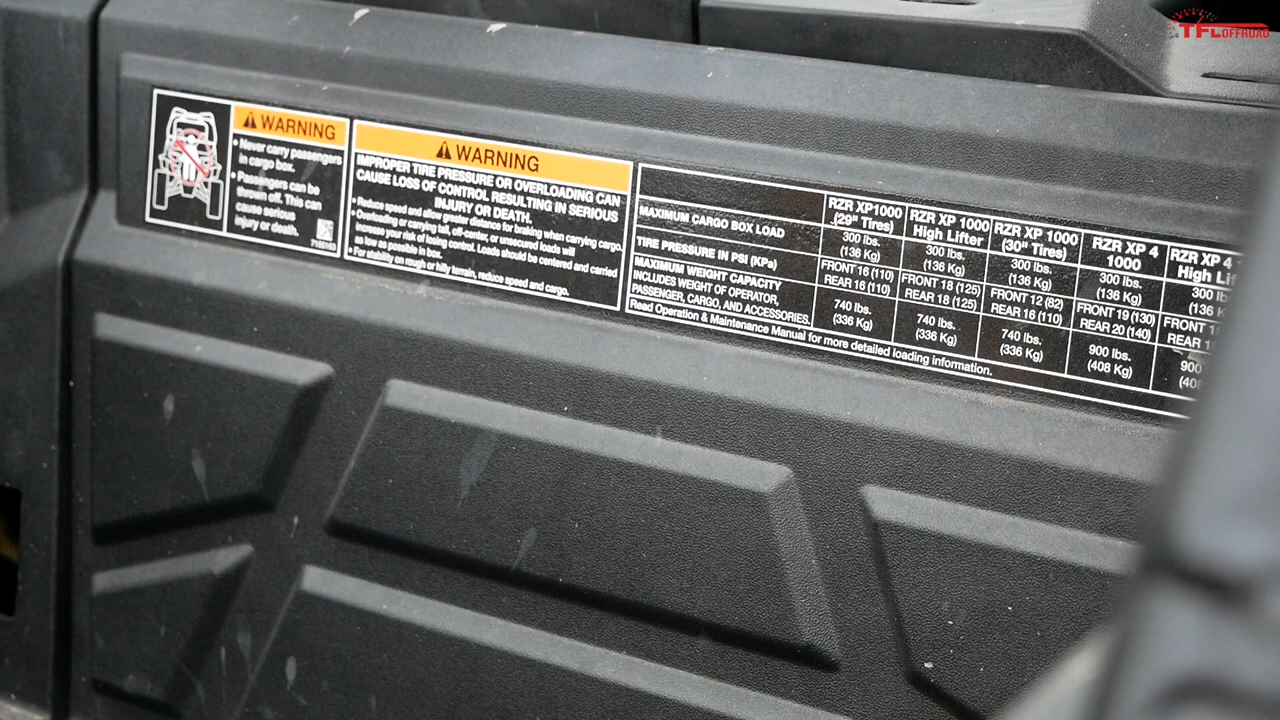 TFLOFFROAD
WARNING
• Never carry passengers
in cargo box.
• Passengers can be
thrown off. This can
cause serious
injury or death.
WARNING
IMPROPER TIRE PRESSURE OR OVERLOADING CAN
CAUSE LOSS OF CONTROL RESULTING IN SERIOUS
INJURY OR DEATH.
• Reduce speed and allow greater distance for braking when carrying cargo.
• Overloading or carrying tall, off-center, or unsecured loads will
increase your risk of losing control. Loads should be centered and carried
as low as possible in box.
• For stability on rough or hilly terrain, reduce speed and cargo.
RZR XP1000 RZR XP 1000 RZR XP 1000 RZR XP 4 RZR XP 4
(29" Tires) High Lifter (30" Tires) 1000 High
MAXIMUM CARGO BOX LOAD 300 lbs. 300 lbs. 300 lbs. 300 lbs. 300
(136 Kg) (136 Kg) (136 Kg) (136 Kg) (136
TIRE PRESSURE IN PSI (KPa) FRONT 16 (110) FRONT 18 (125) FRONT 12 (82) FRONT 19 (130) FRONT
REAR 16 (110) REAR 18 (125) REAR 16 (110) REAR 20 (140) REAR
MAXIMUM WEIGHT CAPACITY
INCLUDES WEIGHT OF OPERATOR, 740 lbs. 740 lbs. 740 lbs. 900 lbs. 900
PASSENGER, CARGO, AND ACCESSORIES. (336 Kg) (336 Kg) (336 Kg) (408 Kg)
Read Operation & Maintenance Manual for more detailed loading information.